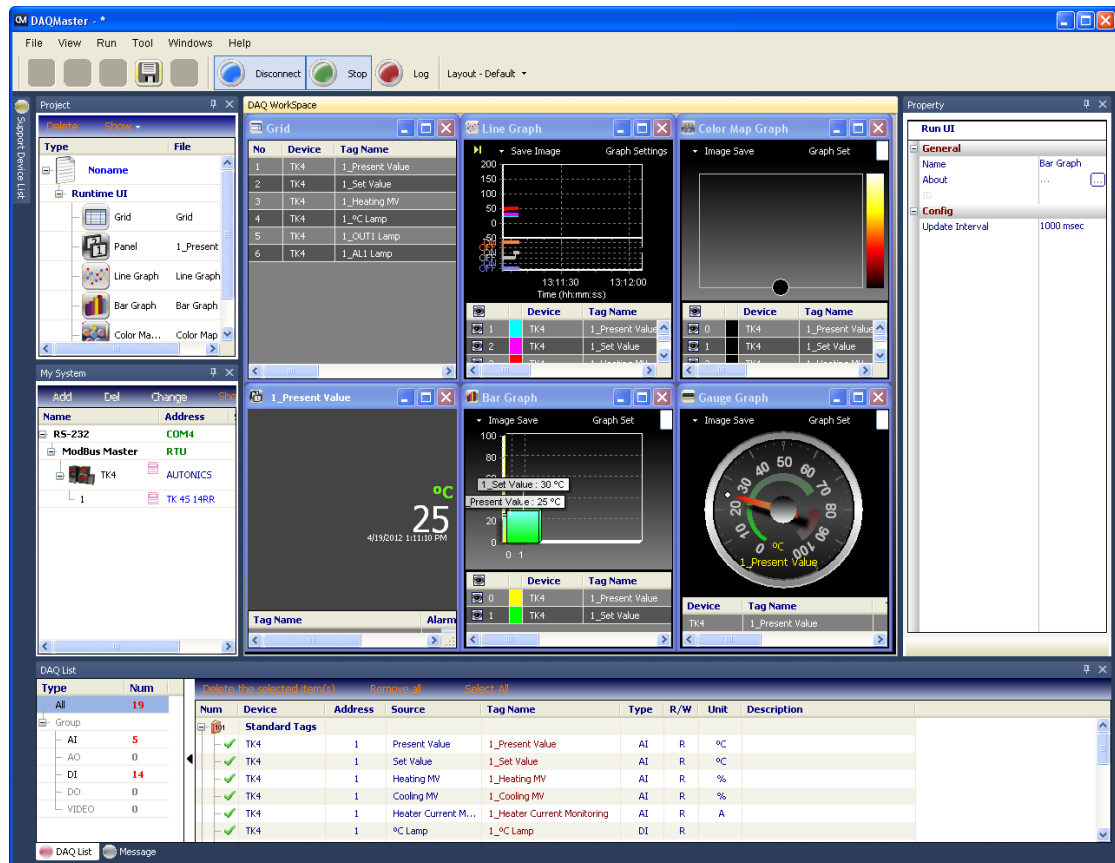 DAQMaster - *
File View Run Tool Windows Help
Disconnect Stop Log Layout - Default
Support Device List
Project
Delete Show
Type File
Noname
Runtime UI
Grid Grid
Panel 1_Present
Line Graph Line Graph
Bar Graph Bar Graph
Color Ma... Color Map
My System
Add Del Change Sho
Name Address
RS-232 COM4
ModBus Master RTU
TK4 AUTONICS
1 TK 4S 14RR
DAQ WorkSpace
Grid
No Device Tag Name
1 TK4 1_Present Value
2 TK4 1_Set Value
3 TK4 1_Heating MV
4 TK4 1_ºC Lamp
5 TK4 1_OUT1 Lamp
6 TK4 1_AL1 Lamp
Line Graph
Save Image Graph Settings
200
150
100
50
0
50
OFF
13:11:30 13:12:00
Time (hh:mm:ss)
Device Tag Name
1 TK4 1_Present Value
2 TK4 1_Set Value
1_Heating MV
Color Map Graph
Image Save Graph Set
Device Tag Name
0 TK4 1_Present Value
1 TK4 1_Set Value
1_Heating MV
1_Present Value
ºC
25
4/19/2012 1:11:10 PM
Tag Name Alarm
Bar Graph
Image Save Graph Set
100
80
1_Set Value : 30 ºC
Present Value : 25 ºC
20
0
0 1
Device Tag Name
0 TK4 1_Present Value
1 TK4 1_Set Value
Gauge Graph
Image Save Graph Set
0 10 20 30 40 50 60 70 80 90 100
ºC
1_Present Value
Device Tag Name
TK4 1_Present Value
Property
Run UI
General
Name Bar Graph
About ... ...
ID
Config
Update Interval 1000 msec
DAQ List
Type Num
All 19
Group
AI 5
AO 0
DI 14
DO 0
VIDEO 0
Delete the selected item(s) Remove all Select All
Num Device Address Source Tag Name Type R/W Unit Description
101 Standard Tags
TK4 1 Present Value 1_Present Value AI R ºC
TK4 1 Set Value 1_Set Value AI R ºC
TK4 1 Heating MV 1_Heating MV AI R %
TK4 1 Cooling MV 1_Cooling MV AI R %
TK4 1 Heater Current M... 1_Heater Current Monitoring AI R A
TK4 1 ºC Lamp 1_ºC Lamp DI R
DAQ List Message